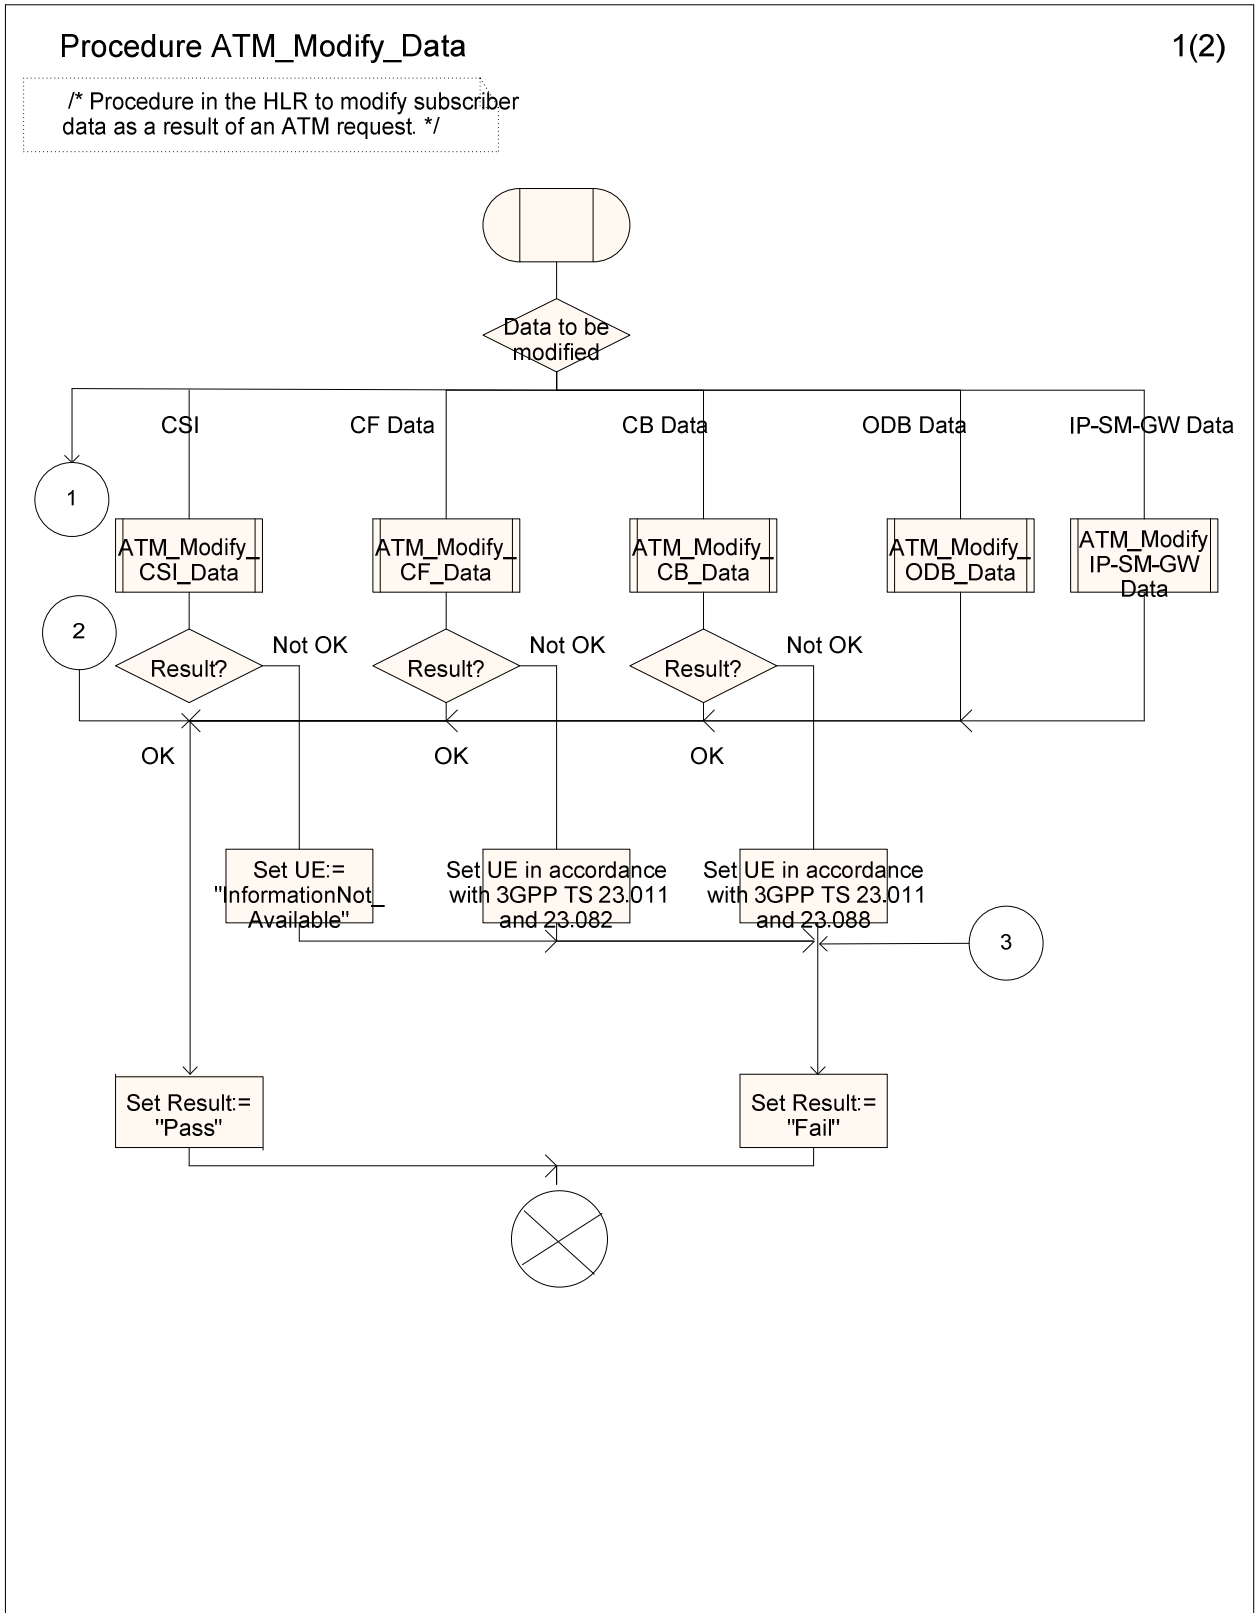 Procedure ATM_Modify_Data
1(2)
/* Procedure in the HLR to modify subscriber
data as a result of an ATM request. */
Data to be
modified
CSI
CF Data
CB Data
ODB Data
IP-SM-GW Data
1
ATM_Modify_
CSI_Data
ATM_Modify_
CF_Data
ATM_Modify_
CB_Data
ATM_Modify_
ODB_Data
ATM_Modify
IP-SM-GW
Data
2
Result?
Not OK
Result?
Not OK
Result?
Not OK
OK
OK
OK
Set UE:=
"InformationNot_
Available"
Set UE in accordance
with 3GPP TS 23.011
and 23.082
Set UE in accordance
with 3GPP TS 23.011
and 23.088
3
Set Result:=
"Pass"
Set Result:=
"Fail"